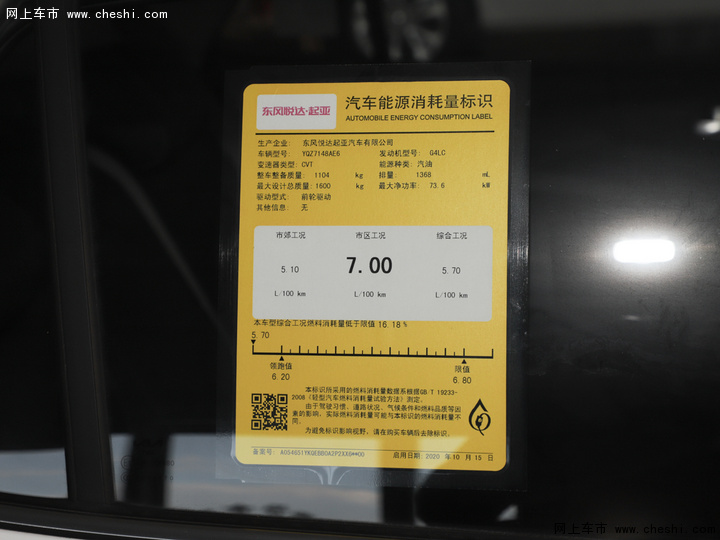 网上车市 www.cheshi.com
东风悦达·起亚
汽车能源消耗量标识
AUTOMOBILE ENERGY CONSUMPTION LABEL
生产企业: 东风悦达起亚汽车有限公司
车辆型号: YQZ7148AE6 发动机型号: G4LC
变速器类型: CVT 能源种类: 汽油
整车整备质量: 1104 kg 排量: 1368 mL
最大设计总质量: 1600 kg 最大净功率: 73.6 kW
驱动型式: 前轮驱动
其他信息: 无
市郊工况 市区工况 综合工况
5.10 7.00 5.70
L/100 km L/100 km L/100 km
本车型综合工况燃料消耗量低于限值 16.18%
5.70
领跑值 限值
6.20 6.80
本标识所采用的燃料消耗量数据系根据GB/T 19233-
2008《轻型汽车燃料消耗量试验方法》测定。
由于驾驶习惯、道路状况、气候条件和燃料品质等因
素的影响,实际燃料消耗量可能与本标识的燃料消耗量不
同。
为避免标识影响视野,请在购买车辆后去除标识。
备案号: 启用日期: 2020 年 10 月 15 日
网上车市 www.cheshi.com